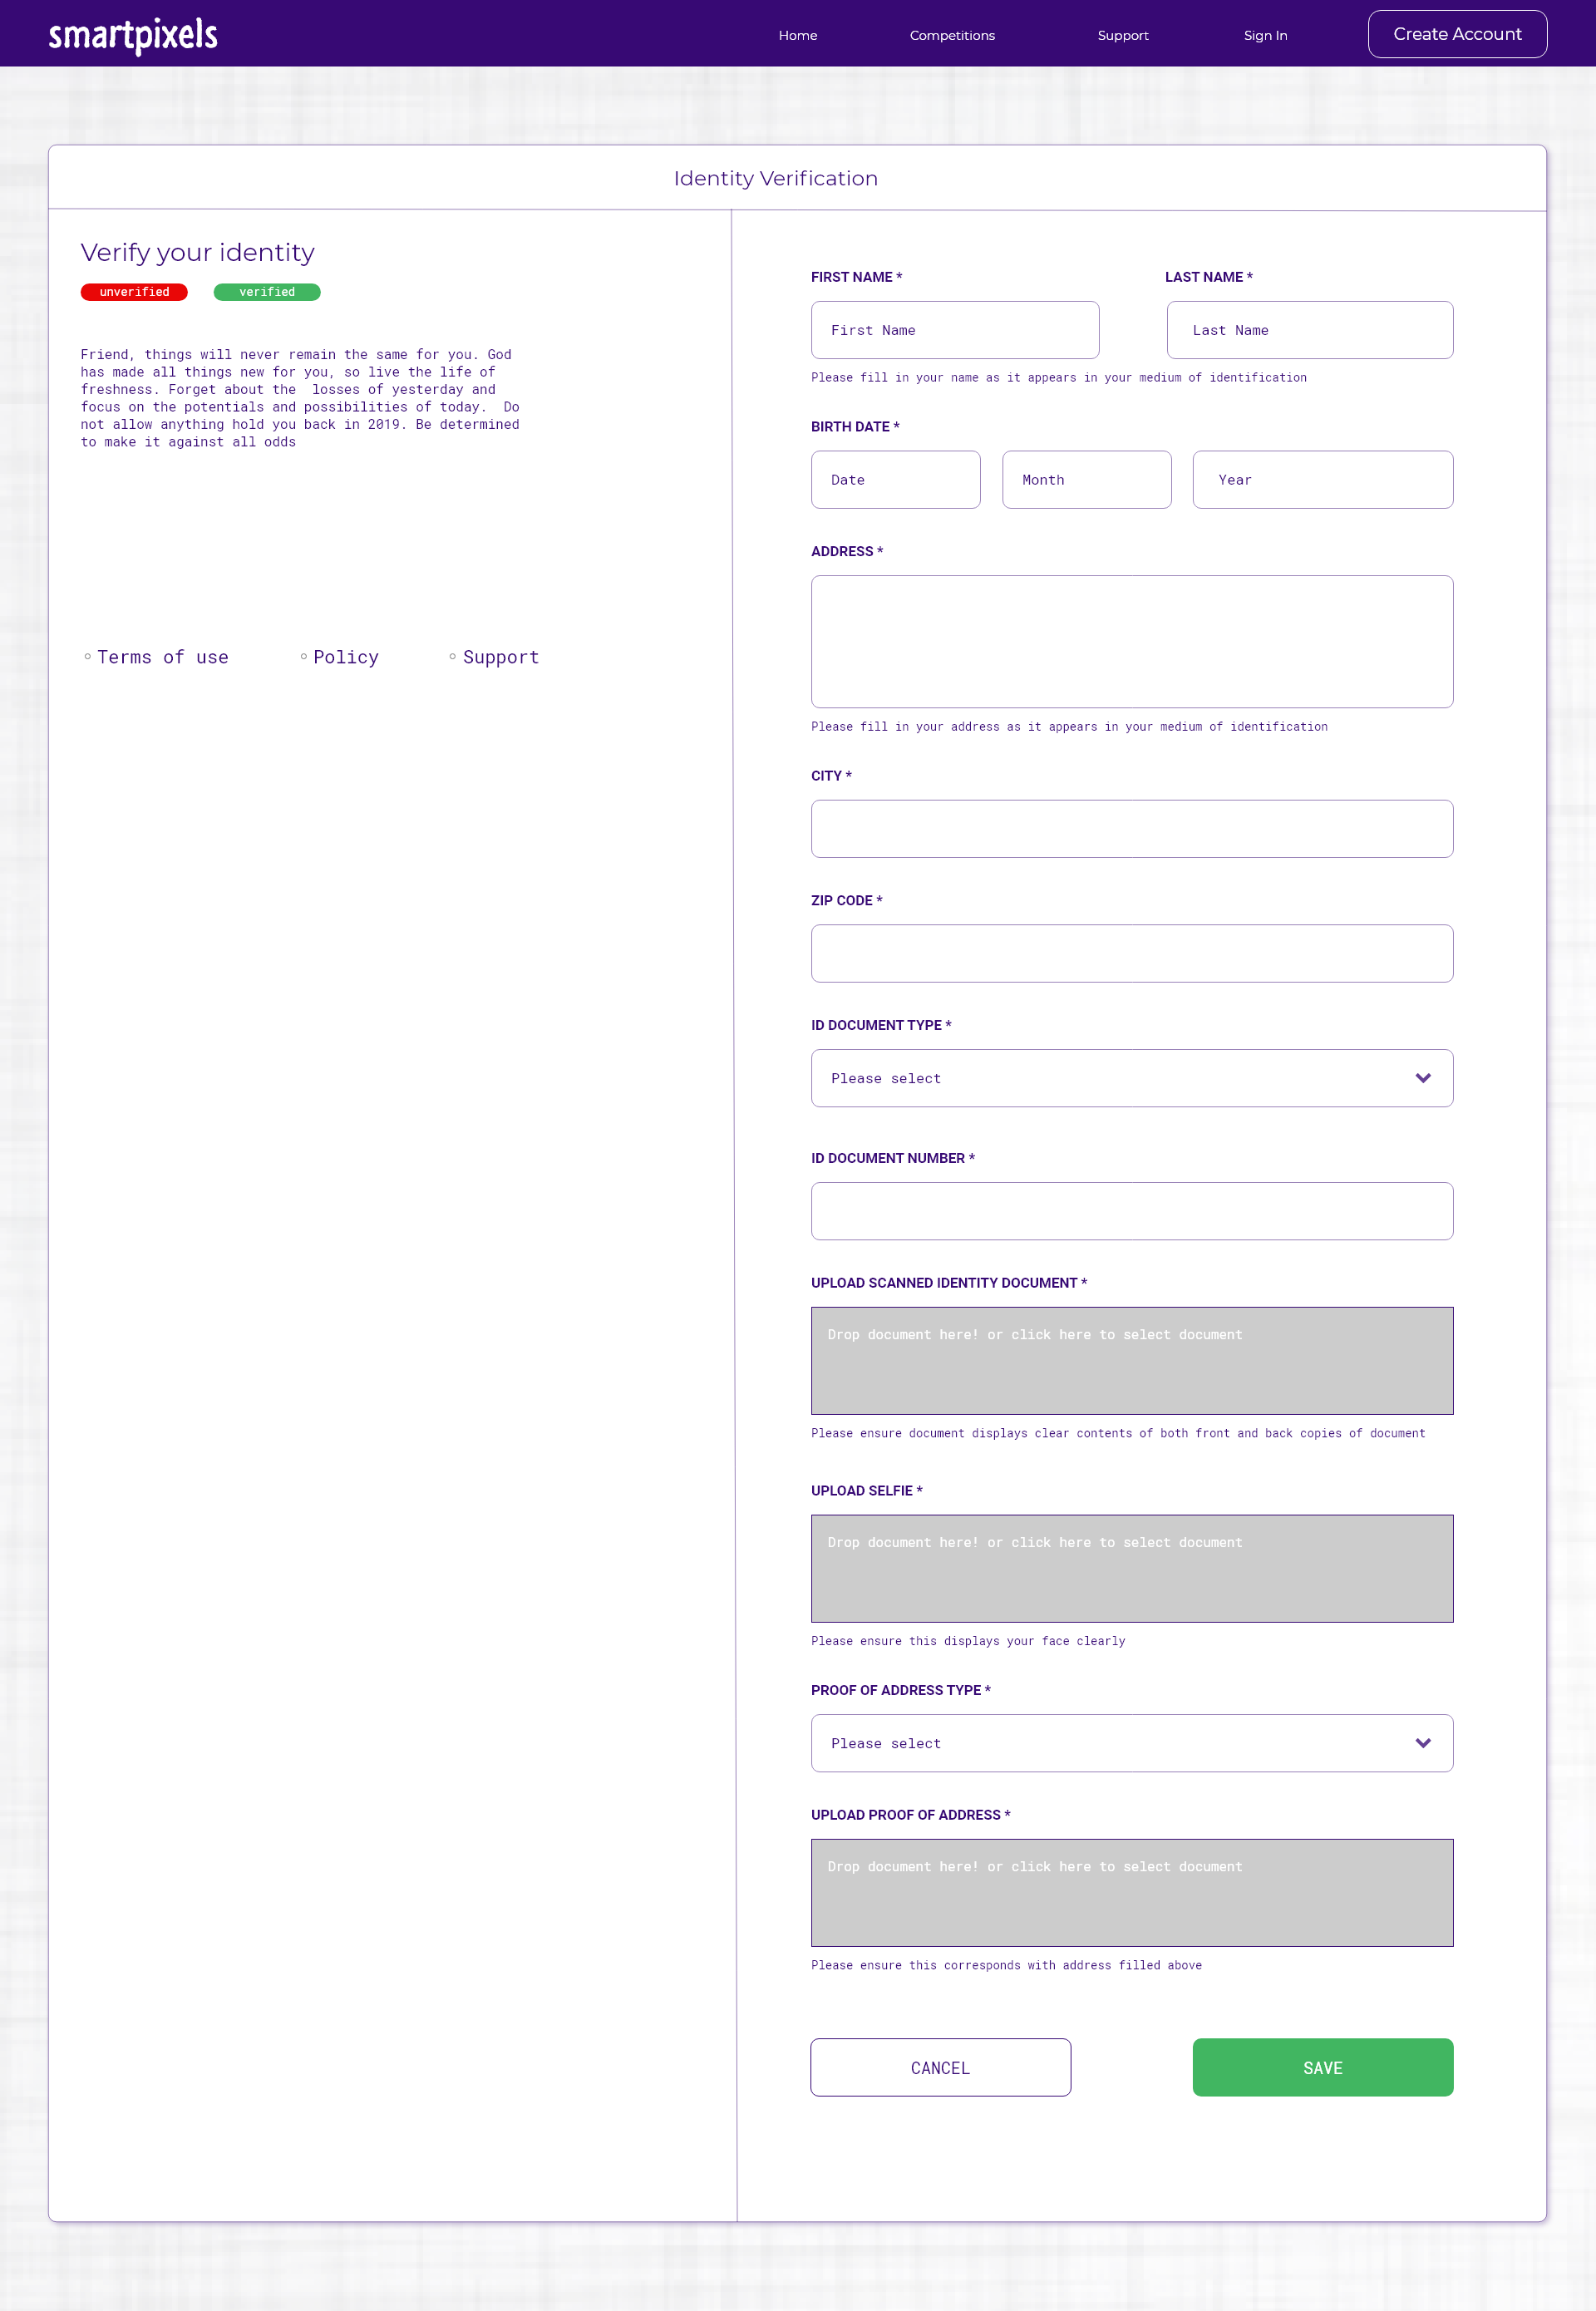 smartpixels
Home Competitions Support Sign In Create Account
Identity Verification
Verify your identity
unverified verified
Friend, things will never remain the same for you. God
has made all things new for you, so live the life of
freshness. Forget about the  losses of yesterday and
focus on the potentials and possibilities of today.  Do
not allow anything hold you back in 2019. Be determined
to make it against all odds
Terms of use Policy Support
FIRST NAME * LAST NAME *
First Name Last Name
Please fill in your name as it appears in your medium of identification
BIRTH DATE *
Date Month Year
ADDRESS *
Please fill in your address as it appears in your medium of identification
CITY *
ZIP CODE *
ID DOCUMENT TYPE *
Please select
ID DOCUMENT NUMBER *
UPLOAD SCANNED IDENTITY DOCUMENT *
Drop document here! or click here to select document
Please ensure document displays clear contents of both front and back copies of document
UPLOAD SELFIE *
Drop document here! or click here to select document
Please ensure this displays your face clearly
PROOF OF ADDRESS TYPE *
Please select
UPLOAD PROOF OF ADDRESS *
Drop document here! or click here to select document
Please ensure this corresponds with address filled above
CANCEL SAVE